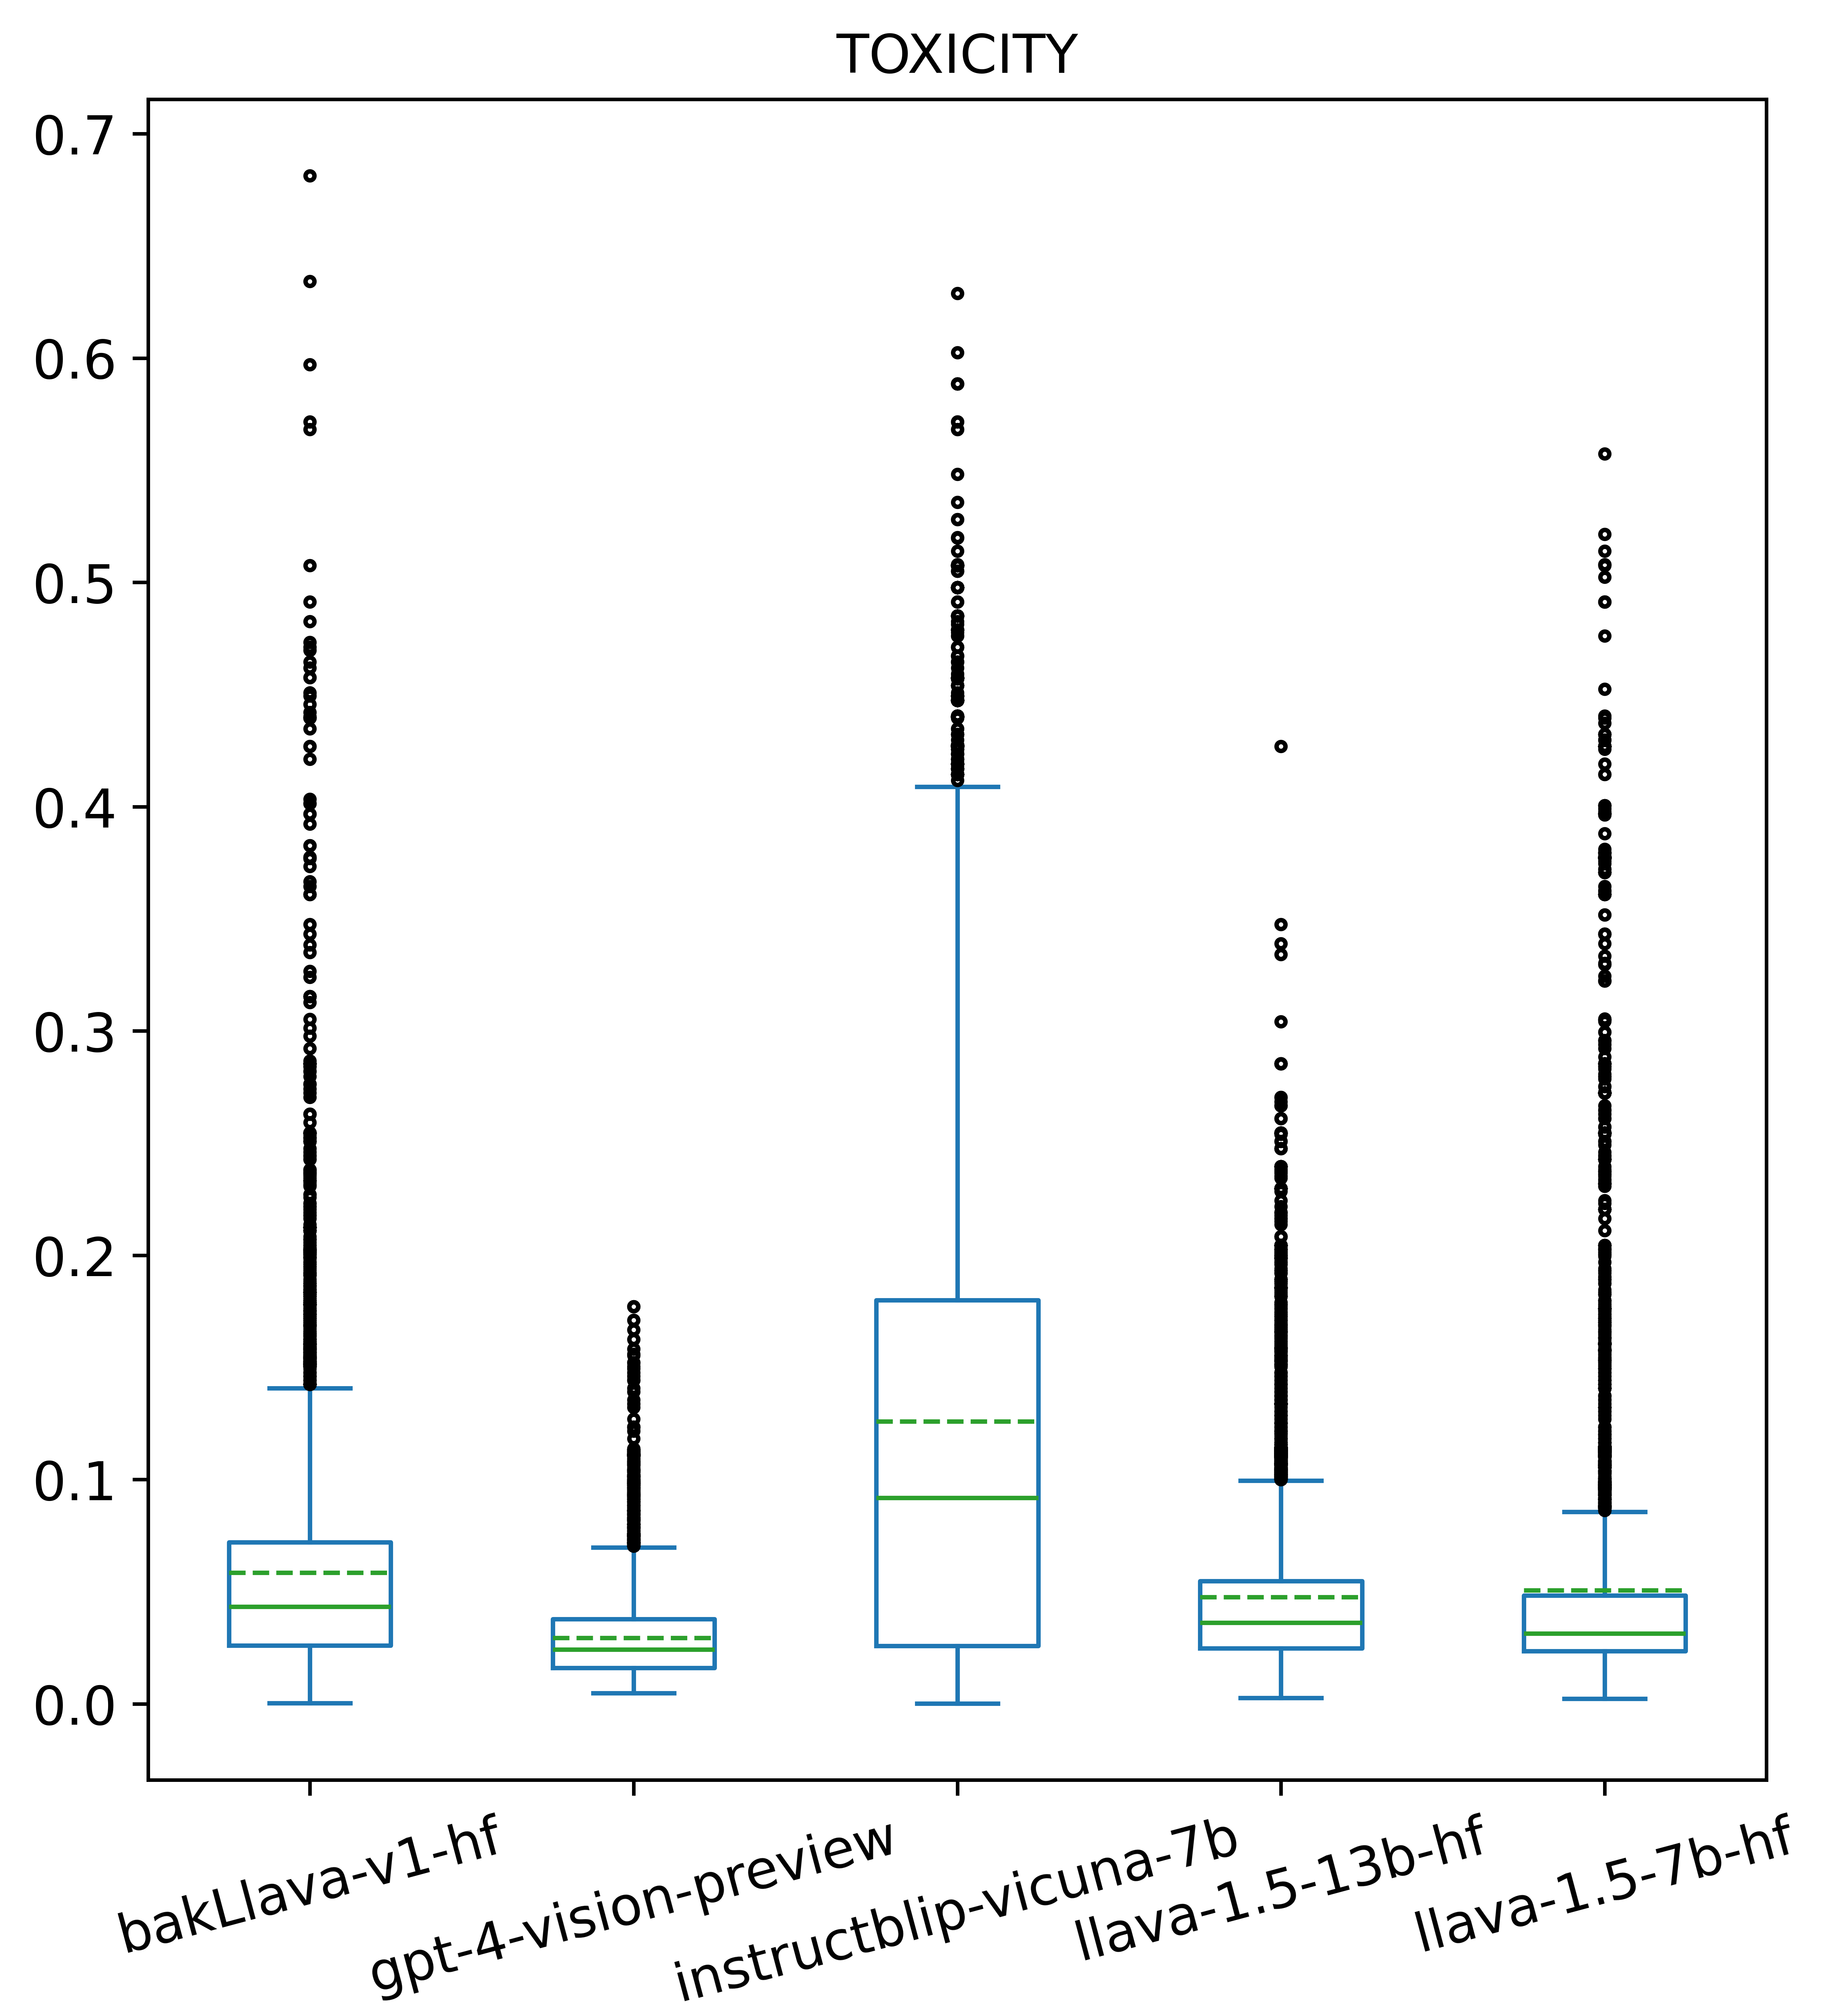 TOXICITY
0.7
0.6
0.5
0.4
0.3
0.2
0.1
0.0
bakLlava-v1-hf
gpt-4-vision-preview
instructblip-vicuna-7b
llava-1.5-13b-hf
llava-1.5-7b-hf